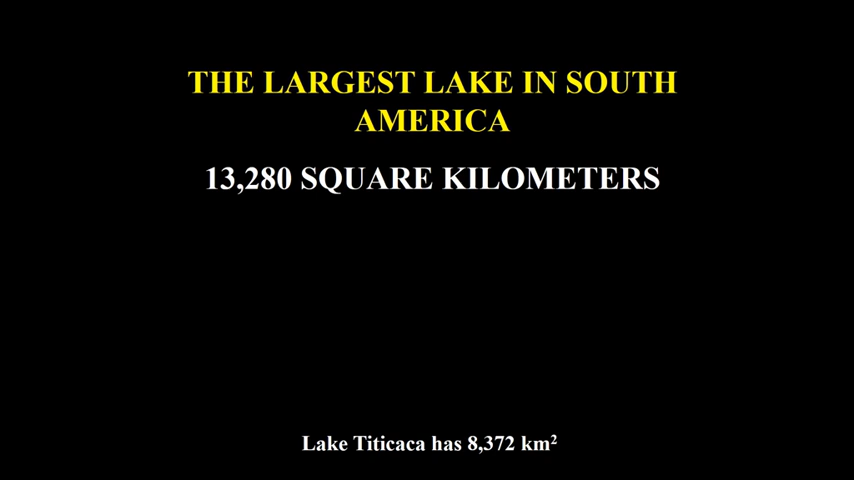 THE LARGEST LAKE IN SOUTH
AMERICA
13,280 SQUARE KILOMETERS
Lake Titicaca has 8,372 km²